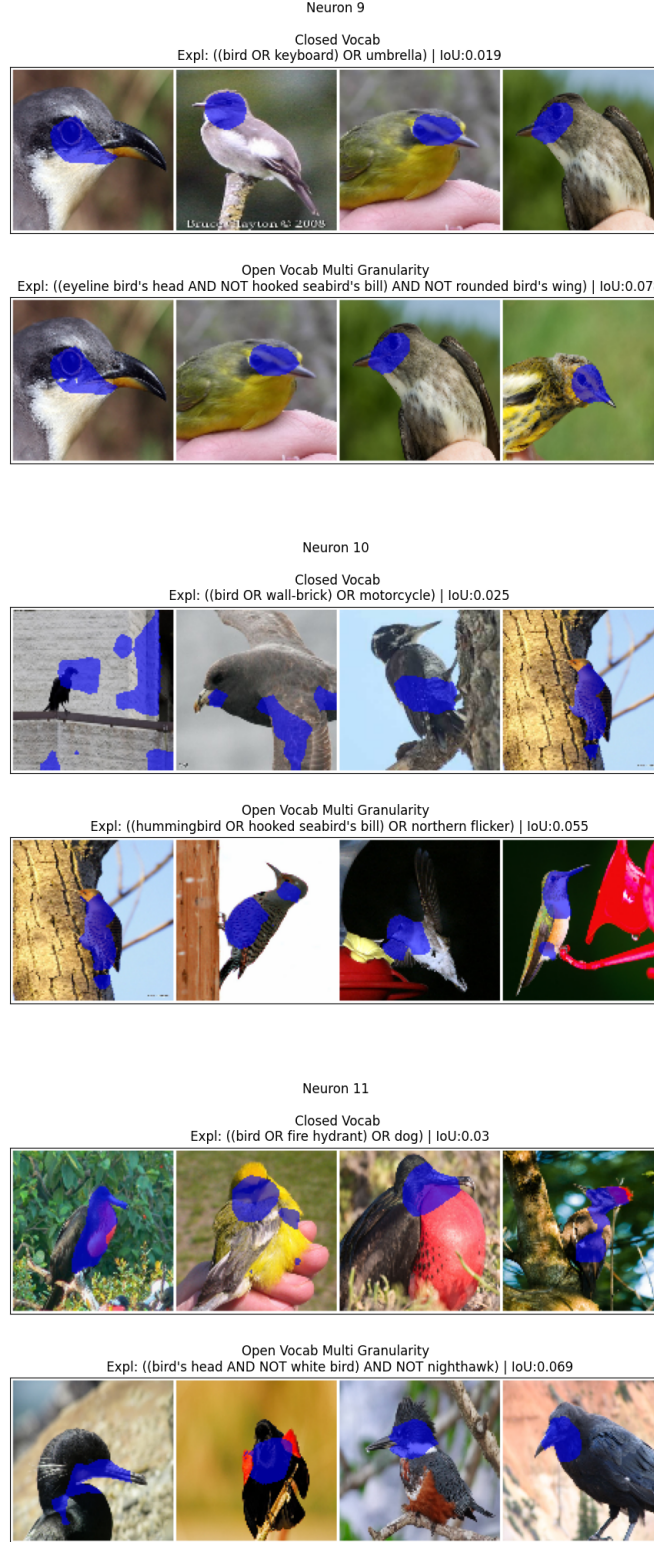 Neuron 9
Closed Vocab
Expl: ((bird OR keyboard) OR umbrella) | IoU:0.019
Bruce Layton © 2008
Open Vocab Multi Granularity
Expl: ((eyeline bird's head AND NOT hooked seabird's bill) AND NOT rounded bird's wing) | IoU:0.07
Neuron 10
Closed Vocab
Expl: ((bird OR wall-brick) OR motorcycle) | IoU:0.025
Open Vocab Multi Granularity
Expl: ((hummingbird OR hooked seabird's bill) OR northern flicker) | IoU:0.055
Neuron 11
Closed Vocab
Expl: ((bird OR fire hydrant) OR dog) | IoU:0.03
Open Vocab Multi Granularity
Expl: ((bird's head AND NOT white bird) AND NOT nighthawk) | IoU:0.069